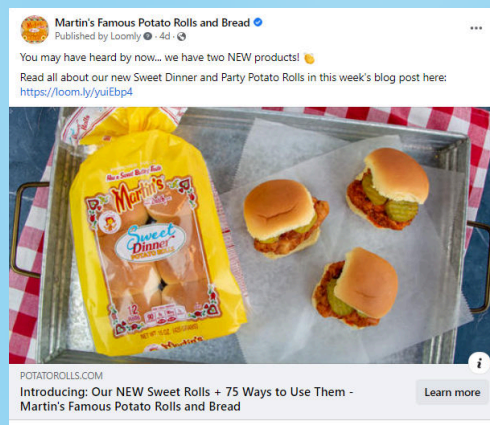 Martin's Famous Potato Rolls and Bread
Published by Loomly · 4d ·
You may have heard by now... we have two NEW products! 👏
Read all about our new Sweet Dinner and Party Potato Rolls in this week's blog post here:
https://loom.ly/yuiEbp4
Martin's
Sweet
Dinner
POTATO ROLLS
12
POTATOROLLS.COM
Introducing: Our NEW Sweet Rolls + 75 Ways to Use Them -
Martin's Famous Potato Rolls and Bread
Learn more